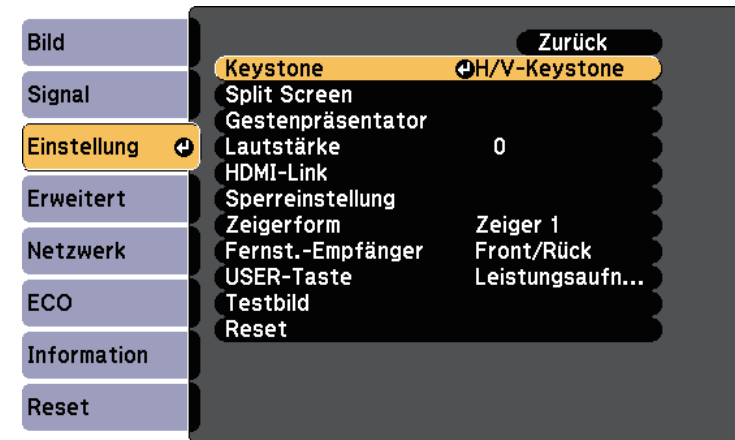 Bild
Signal
Einstellung
Erweitert
Netzwerk
ECO
Information
Reset
Zurück
Keystone H/V-Keystone
Split Screen
Gestenpräsentator
Lautstärke 0
HDMI-Link
Sperreinstellung
Zeigerform Zeiger 1
Fernst.-Empfänger Front/Rück
USER-Taste Leistungsaufn...
Testbild
Reset